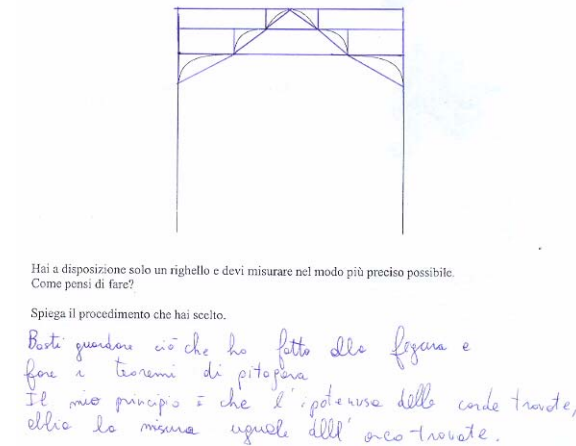 Hai a disposizione solo un righello e devi misurare nel modo più preciso possibile.
Come pensi di fare?
Spiega il procedimento che hai scelto.
Basti guardare ciò che ho fatto alla figura e
fare i teoremi di pitagora
Il mio principio è che l'ipotenusa delle corde trovate,
abbia la misura uguale dell'arco trovate.